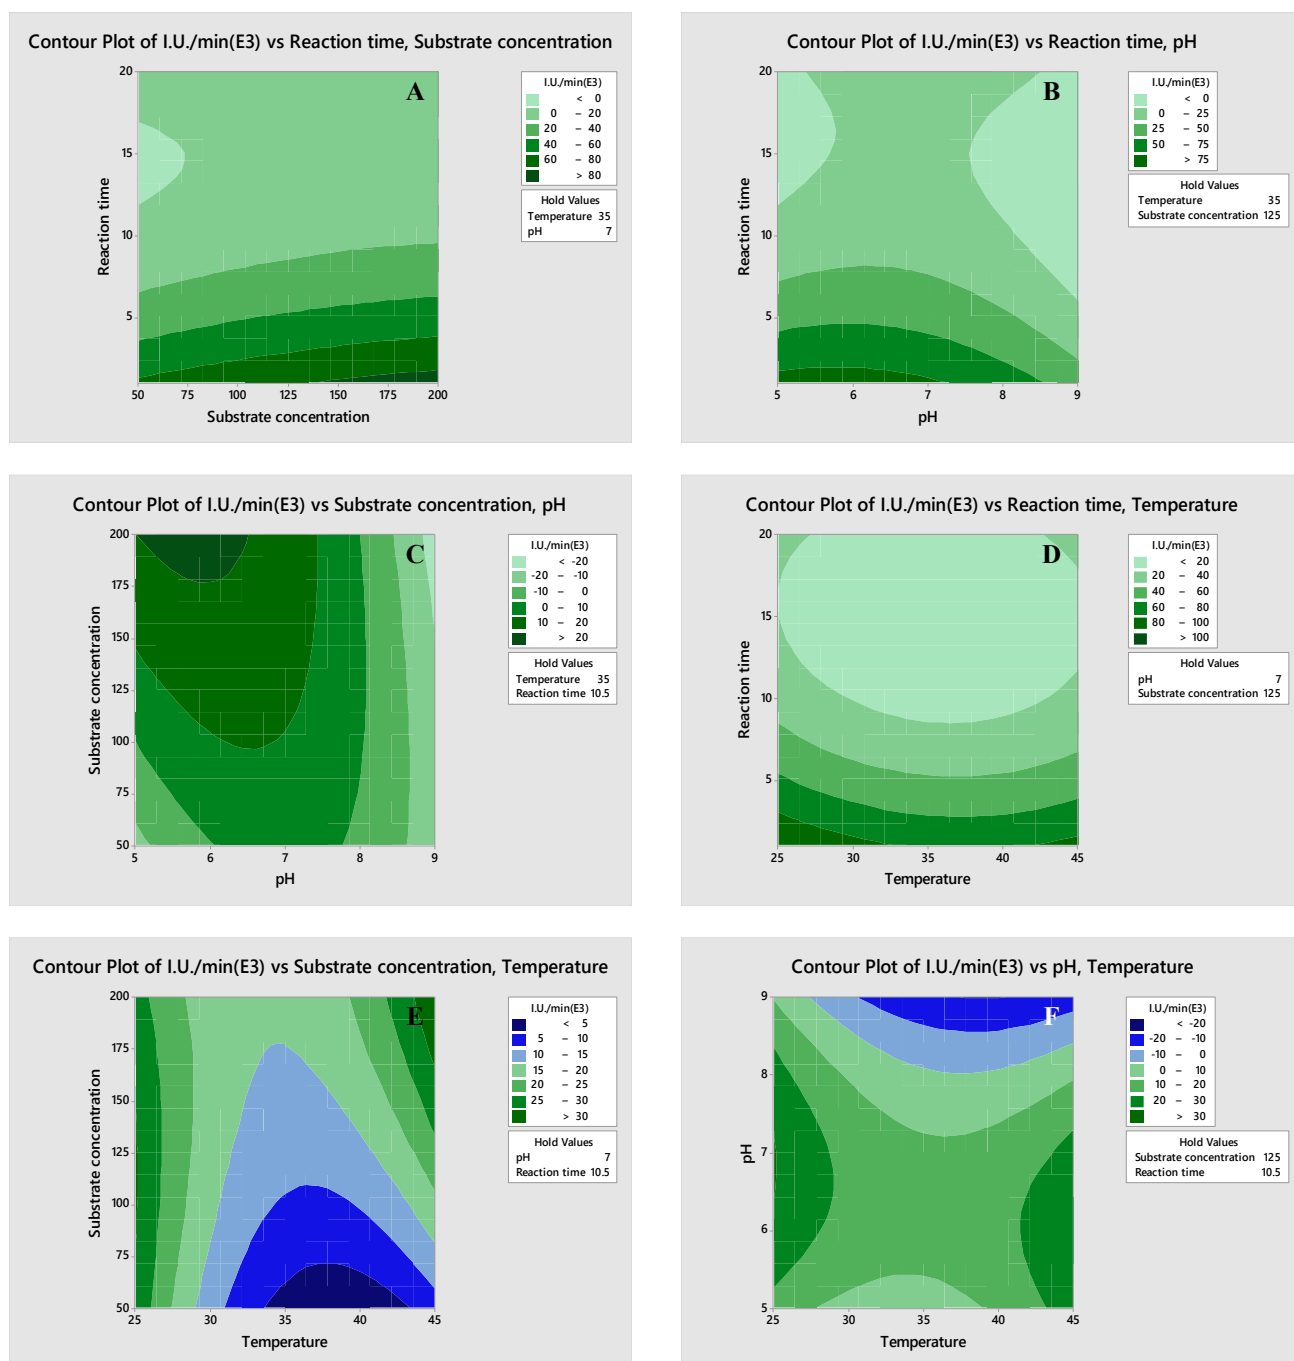 Contour Plot of I.U./min(E3) vs Reaction time, Substrate concentration
A
20
15
10
5
Reaction time
50 75 100 125 150 175 200
Substrate concentration
I.U./min(E3)
< 0
0 – 20
20 – 40
40 – 60
60 – 80
> 80
Hold Values
Temperature 35
pH 7
Contour Plot of I.U./min(E3) vs Reaction time, pH
B
20
15
10
5
Reaction time
5 6 7 8 9
pH
I.U./min(E3)
< 0
0 – 25
25 – 50
50 – 75
> 75
Hold Values
Temperature 35
Substrate concentration 125
Contour Plot of I.U./min(E3) vs Substrate concentration, pH
C
200
175
150
125
100
75
50
Substrate concentration
5 6 7 8 9
pH
I.U./min(E3)
< -20
-20 – -10
-10 – 0
0 – 10
10 – 20
> 20
Hold Values
Temperature 35
Reaction time 10.5
Contour Plot of I.U./min(E3) vs Reaction time, Temperature
D
20
15
10
5
Reaction time
25 30 35 40 45
Temperature
I.U./min(E3)
< 20
20 – 40
40 – 60
60 – 80
80 – 100
> 100
Hold Values
pH 7
Substrate concentration 125
Contour Plot of I.U./min(E3) vs Substrate concentration, Temperature
E
200
175
150
125
100
75
50
Substrate concentration
25 30 35 40 45
Temperature
I.U./min(E3)
< 5
5 – 10
10 – 15
15 – 20
20 – 25
25 – 30
> 30
Hold Values
pH 7
Reaction time 10.5
Contour Plot of I.U./min(E3) vs pH, Temperature
F
9
8
7
6
5
pH
25 30 35 40 45
Temperature
I.U./min(E3)
< -20
-20 – -10
-10 – 0
0 – 10
10 – 20
20 – 30
> 30
Hold Values
Substrate concentration 125
Reaction time 10.5